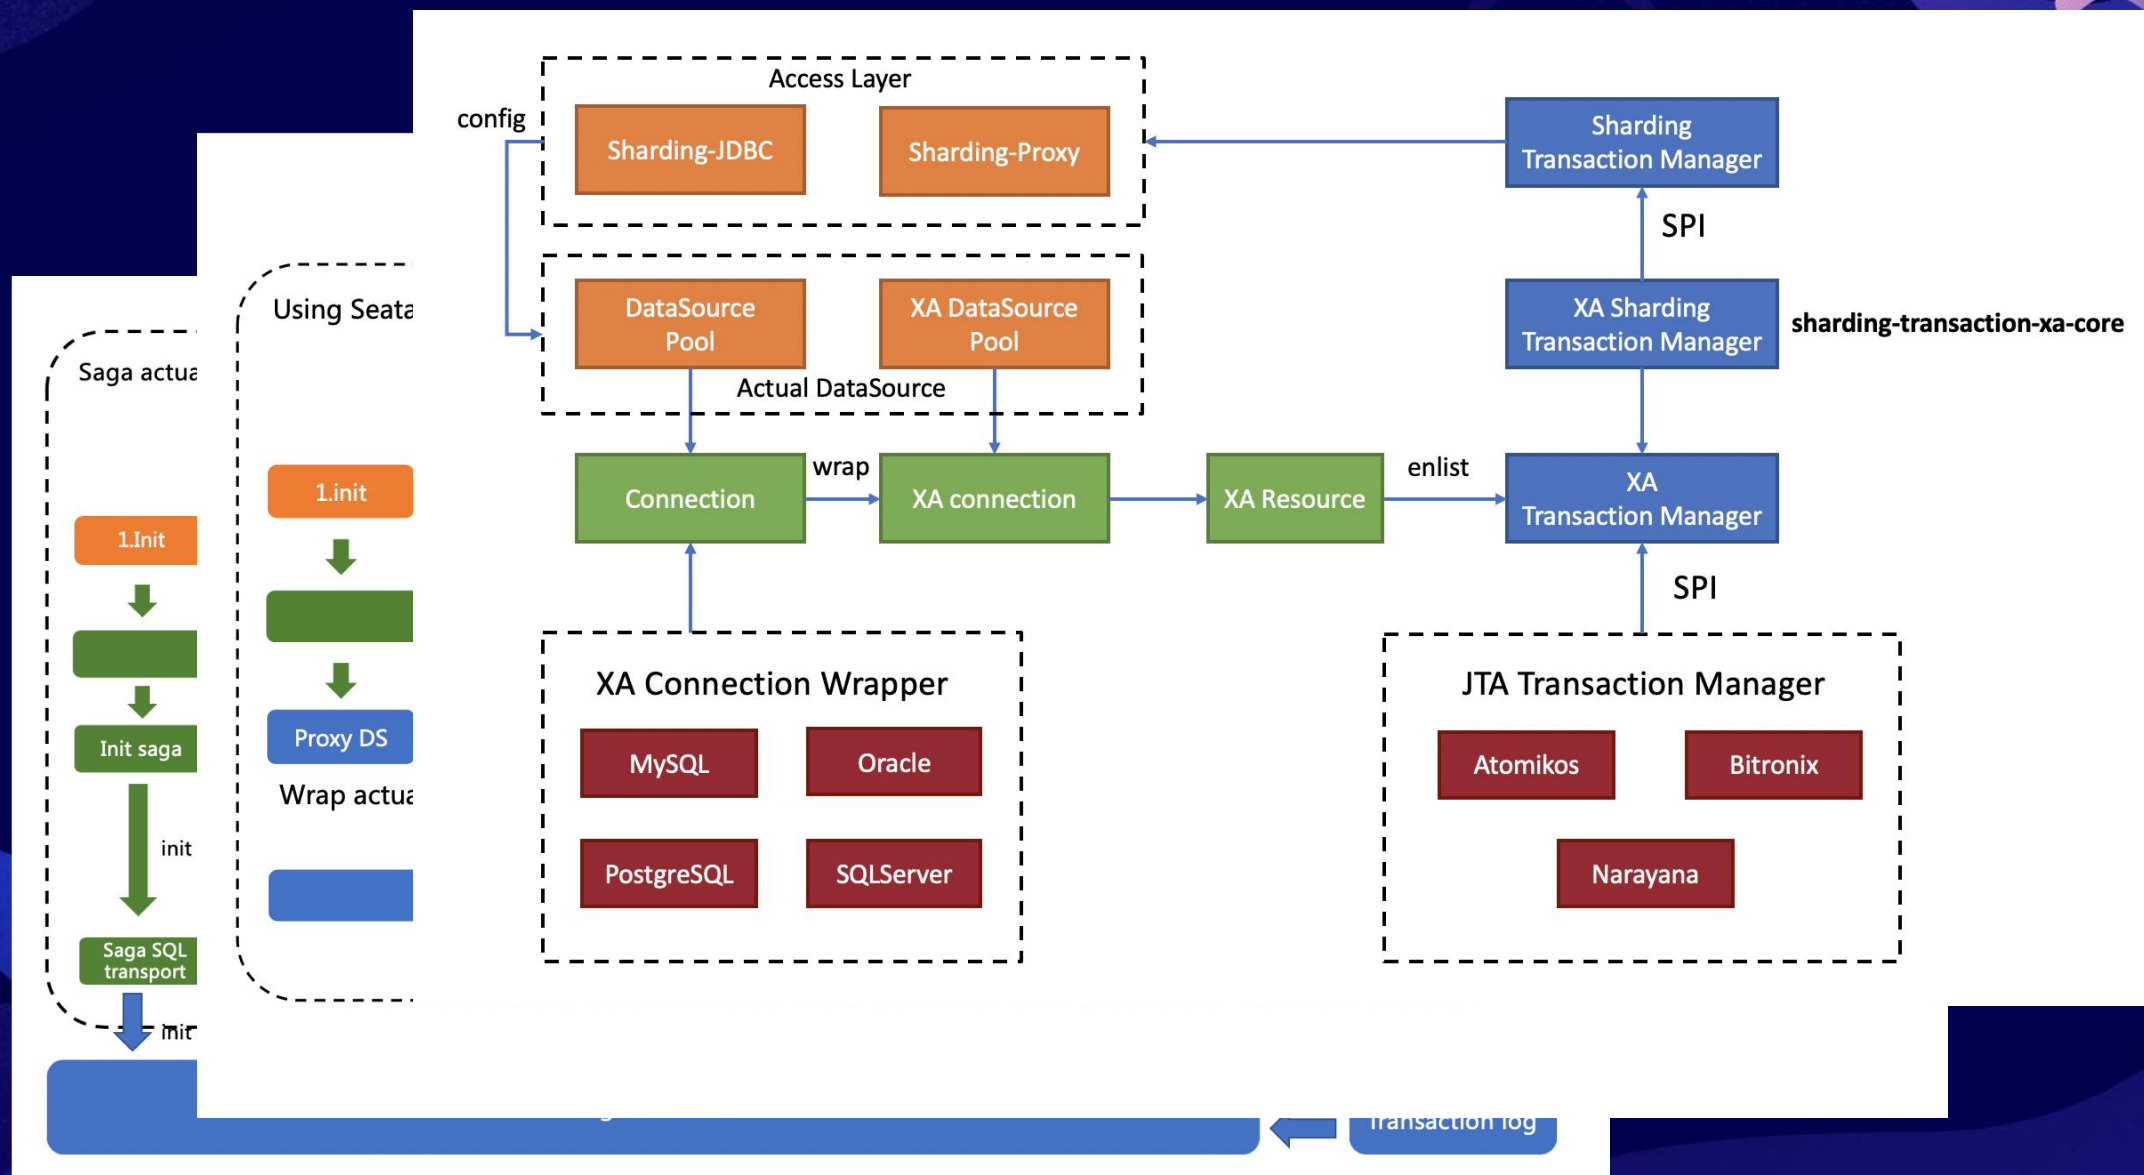 Access Layer
config
Sharding-JDBC
Sharding-Proxy
Sharding
Transaction Manager
SPI
DataSource
Pool
XA DataSource
Pool
Actual DataSource
XA Sharding
Transaction Manager
sharding-transaction-xa-core
Connection
wrap
XA connection
XA Resource
enlist
XA
Transaction Manager
SPI
XA Connection Wrapper
MySQL
Oracle
PostgreSQL
SQLServer
JTA Transaction Manager
Atomikos
Bitronix
Narayana
Using Seata
1.init
Proxy DS
Wrap actua
Saga actua
1.Init
Init saga
init
Saga SQL
transport
init
Transaction log